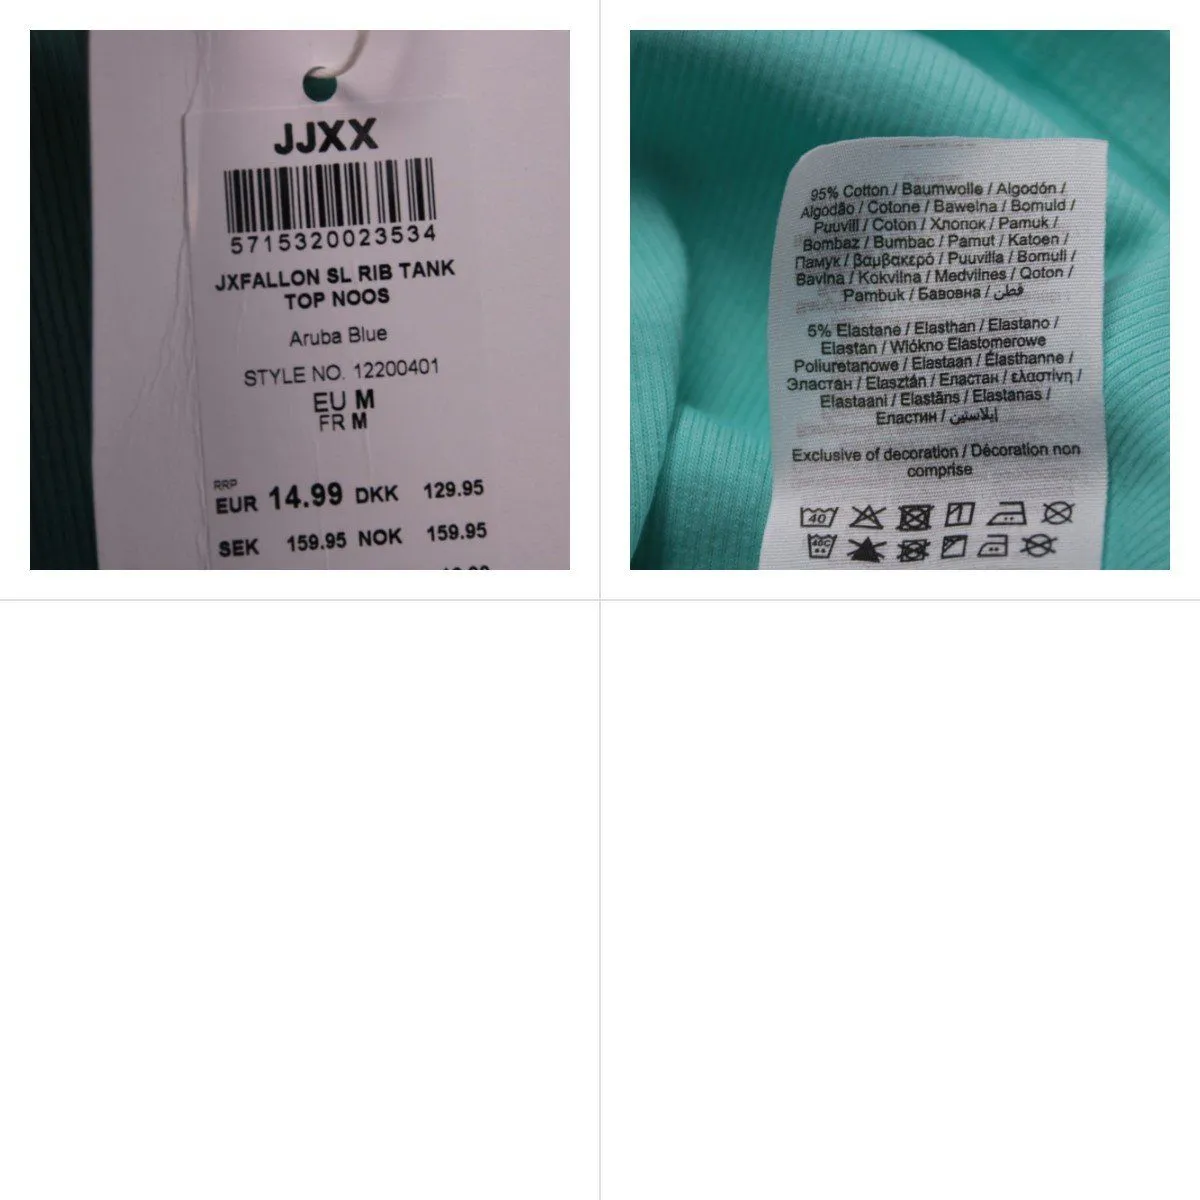 JJXX
5715320023534
JXFALLON SL RIB TANK
TOP NOOS
Aruba Blue
STYLE NO. 12200401
EU M
FR M
RRP
EUR 14.99 DKK 129.95
SEK 159.95 NOK 159.95
95% Cotton / Baumwolle / Algodón /
Algodão / Cotone / Bawełna / Bomuld /
Puuvill / Coton / Хлопок / Pamuk /
Bombaz / Bumbac / Pamut / Katoen /
Памук / βαμβακερό / Puuvilla / Bomull /
Bavlna / Kokvilna / Medvilnes / Qoton /
Pambuk / Бавовна / قطن
5% Elastane / Elasthan / Elastano /
Elastan / Włókno Elastomerowe
Poliuretanowe / Elastaan / Élasthanne /
Эластан / Elasztán / Еластан / ελαστίνη /
Elastaani / Elastāns / Elastanas /
Еластин / إيلاستين
Exclusive of decoration / Décoration non
comprise
40
40C